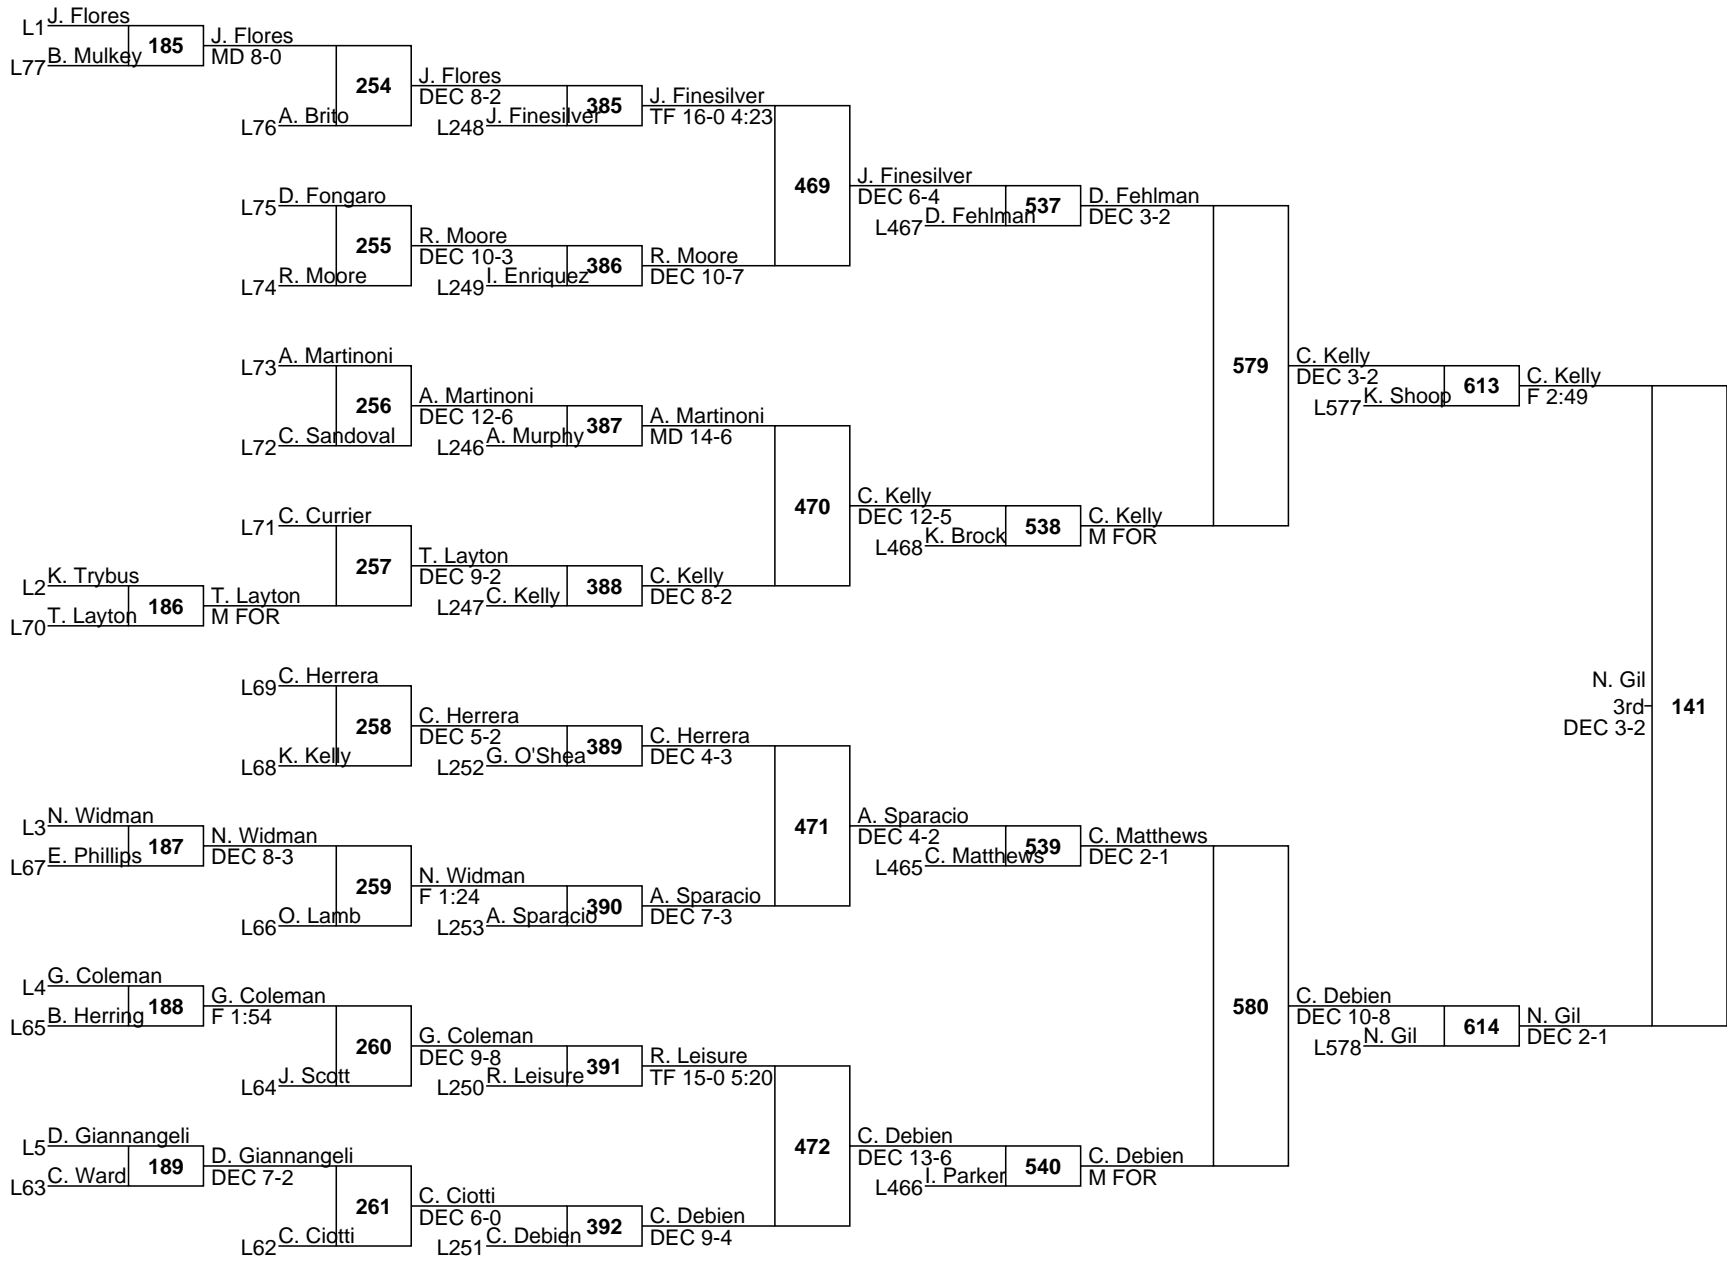 L1 J. Flores
L77 B. Mulkey
185
J. Flores
MD 8-0
L76 A. Brito
254
J. Flores
DEC 8-2
L248 J. Finesilver
385
J. Finesilver
TF 16-0 4:23
L75 D. Fongaro
L74 R. Moore
255
R. Moore
DEC 10-3
L249 I. Enriquez
386
R. Moore
DEC 10-7
469
J. Finesilver
DEC 6-4
L467 D. Fehlman
537
D. Fehlman
DEC 3-2
L73 A. Martinoni
L72 C. Sandoval
256
A. Martinoni
DEC 12-6
L246 A. Murphy
387
A. Martinoni
MD 14-6
L71 C. Currier
L2 K. Trybus
L70 T. Layton
186
T. Layton
M FOR
257
T. Layton
DEC 9-2
L247 C. Kelly
388
C. Kelly
DEC 8-2
470
C. Kelly
DEC 12-5
L468 K. Brock
538
C. Kelly
M FOR
579
C. Kelly
DEC 3-2
L577 K. Shoop
613
C. Kelly
F 2:49
L69 C. Herrera
L68 K. Kelly
258
C. Herrera
DEC 5-2
L252 G. O'Shea
389
C. Herrera
DEC 4-3
L3 N. Widman
L67 E. Phillips
187
N. Widman
DEC 8-3
L66 O. Lamb
259
N. Widman
F 1:24
L253 A. Sparacio
390
A. Sparacio
DEC 7-3
471
A. Sparacio
DEC 4-2
L465 C. Matthews
539
C. Matthews
DEC 2-1
L4 G. Coleman
L65 B. Herring
188
G. Coleman
F 1:54
L64 J. Scott
260
G. Coleman
DEC 9-8
L250 R. Leisure
391
R. Leisure
TF 15-0 5:20
L5 D. Giannangeli
L63 C. Ward
189
D. Giannangeli
DEC 7-2
L62 C. Ciotti
261
C. Ciotti
DEC 6-0
L251 C. Debien
392
C. Debien
DEC 9-4
472
C. Debien
DEC 13-6
L466 I. Parker
540
C. Debien
M FOR
580
C. Debien
DEC 10-8
L578 N. Gil
614
N. Gil
DEC 2-1
141
N. Gil
3rd
DEC 3-2